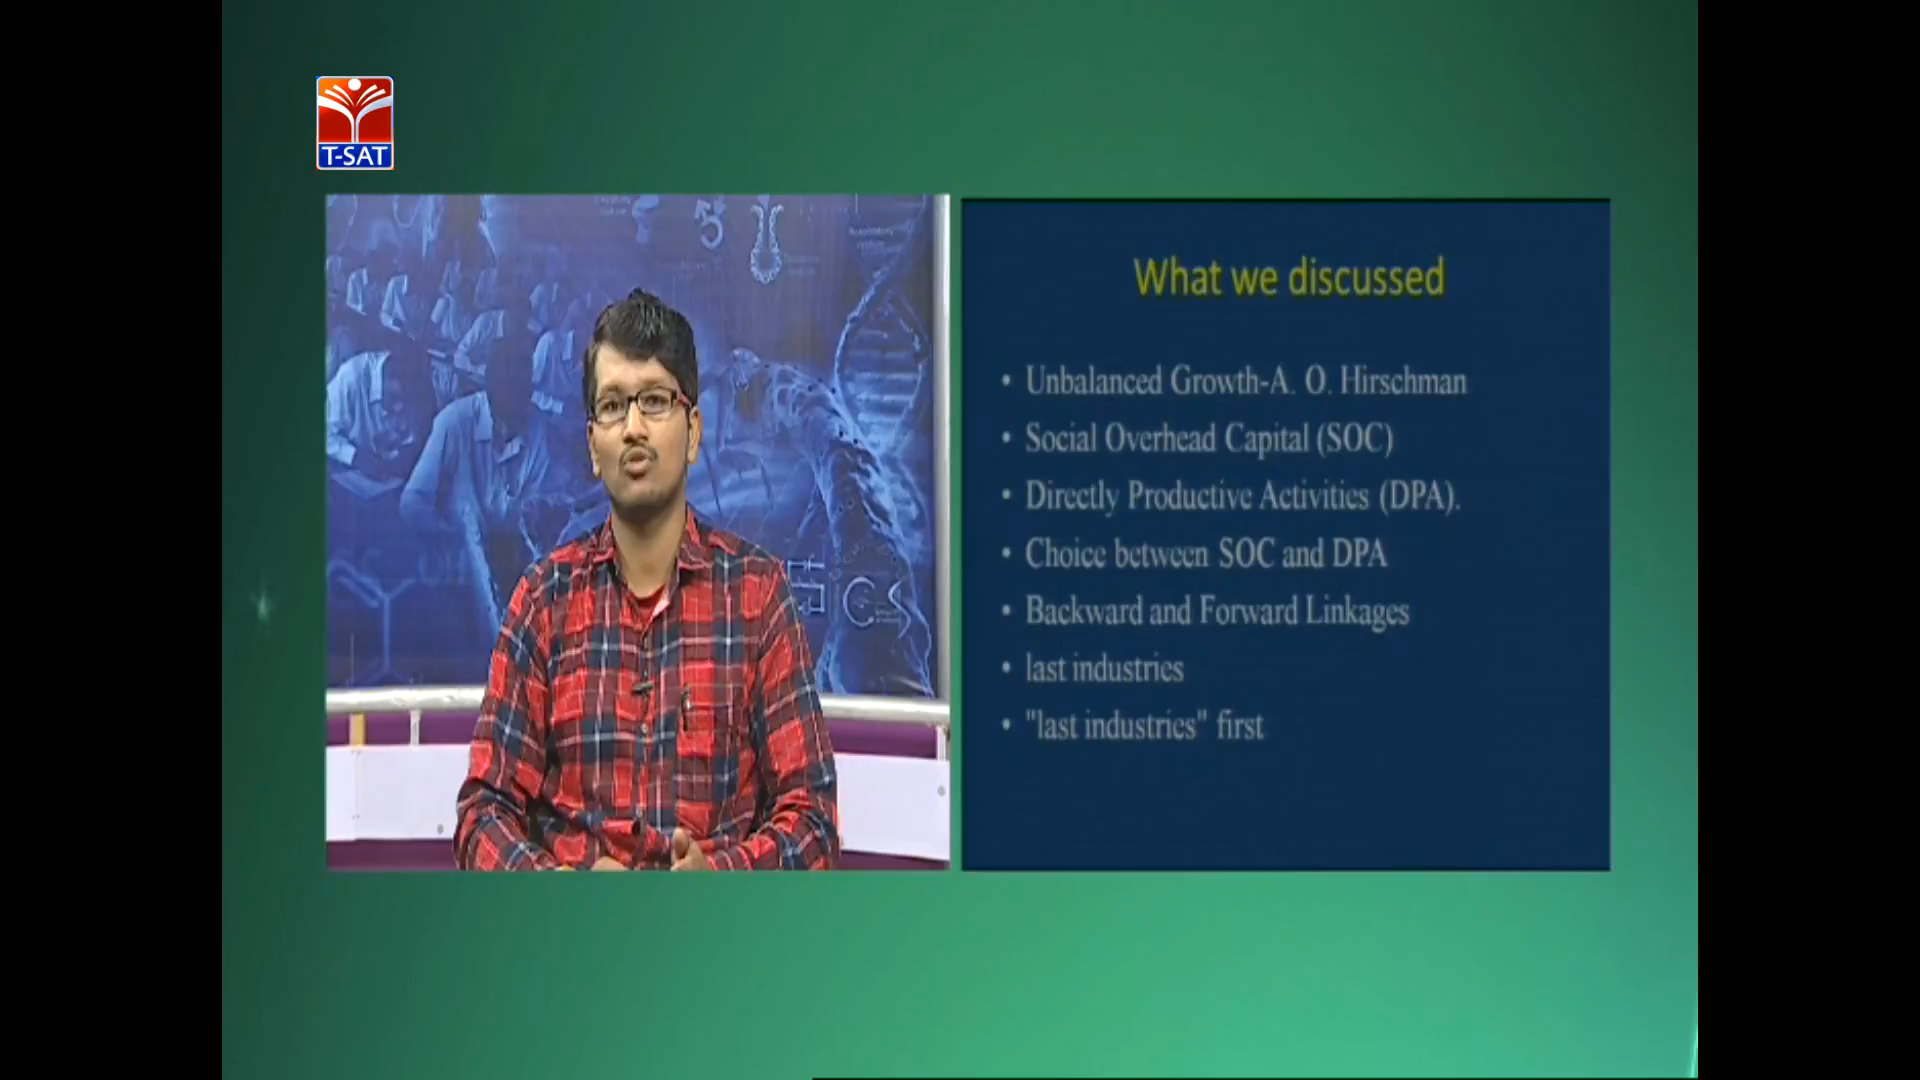 T-SAT
What we discussed
• Unbalanced Growth-A. O. Hirschman
• Social Overhead Capital (SOC)
• Directly Productive Activities (DPA).
• Choice between SOC and DPA
• Backward and Forward Linkages
• last industries
• "last industries" first